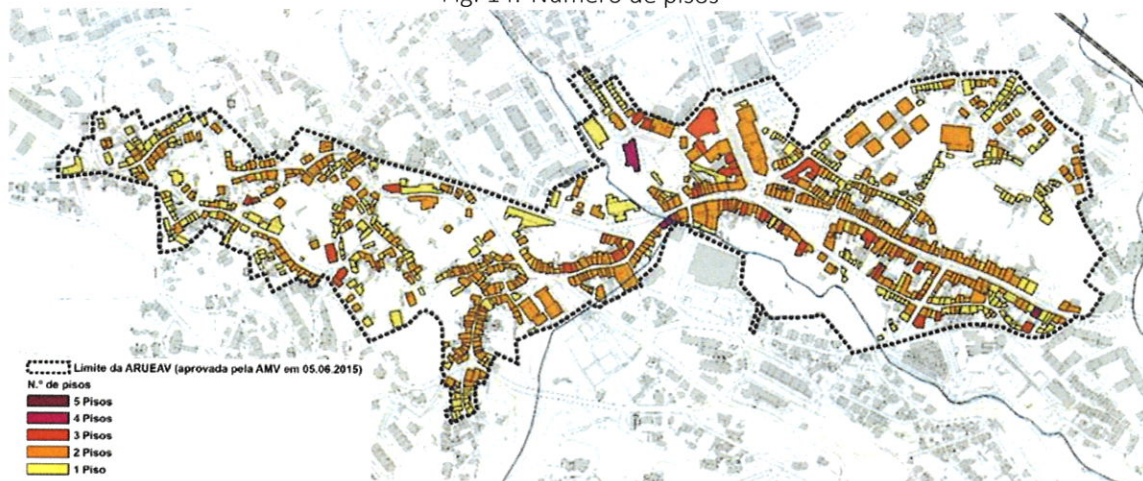 Fig. 14: Número de pisos
Limite da ARUEAV (aprovada pela AMV em 05.06.2015)
N.º de pisos
5 Pisos
4 Pisos
3 Pisos
2 Pisos
1 Piso